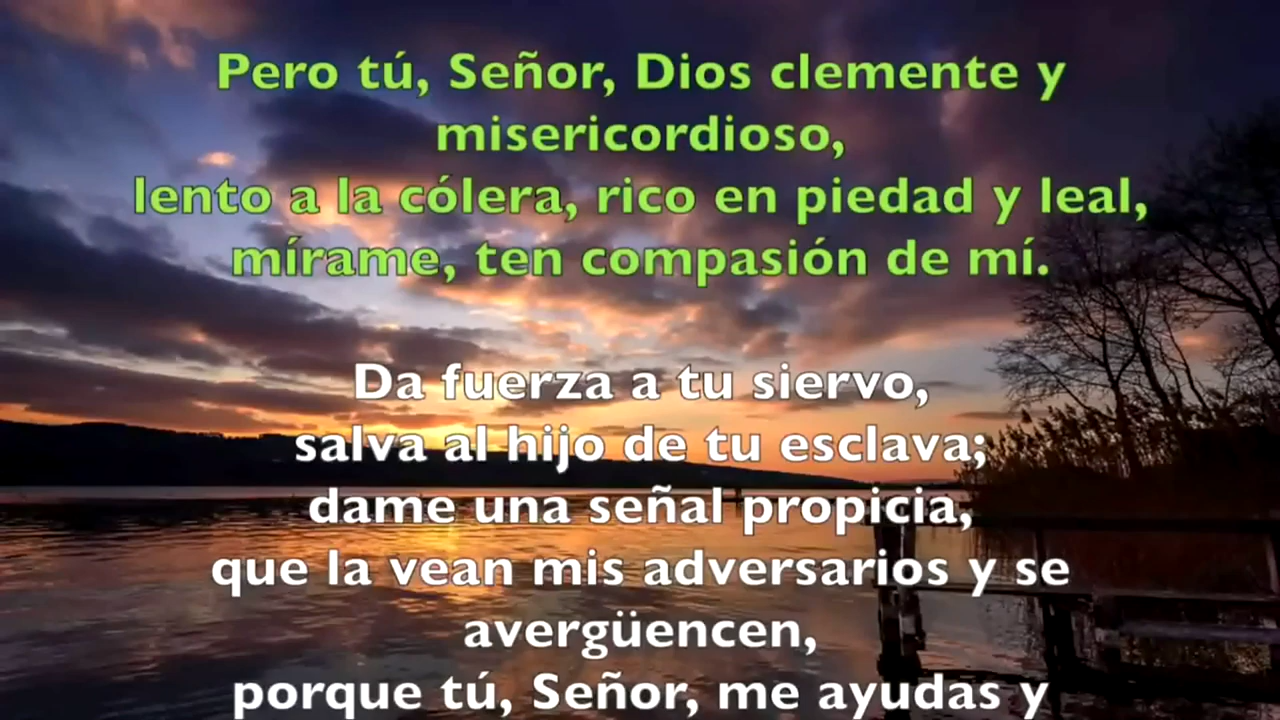 Pero tú, Señor, Dios clemente y
misericordioso,
lento a la cólera, rico en piedad y leal,
mírame, ten compasión de mí.
Da fuerza a tu siervo,
salva al hijo de tu esclava;
dame una señal propicia,
que la vean mis adversarios y se
avergüencen,
porque tú, Señor, me ayudas y